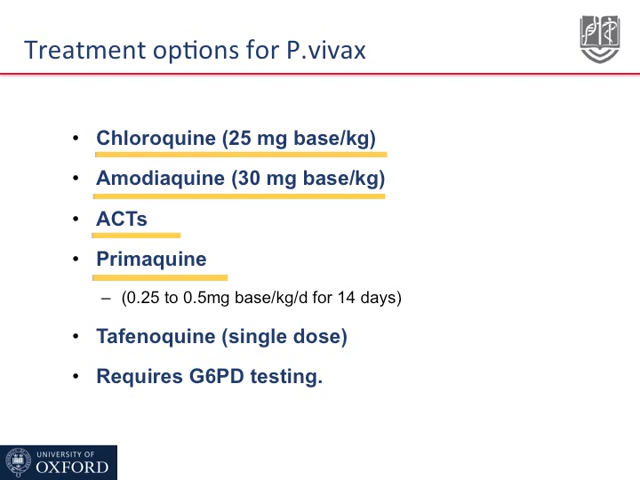 Treatment options for P.vivax
• Chloroquine (25 mg base/kg)
• Amodiaquine (30 mg base/kg)
• ACTs
• Primaquine
– (0.25 to 0.5mg base/kg/d for 14 days)
• Tafenoquine (single dose)
• Requires G6PD testing.
UNIVERSITY OF
OXFORD